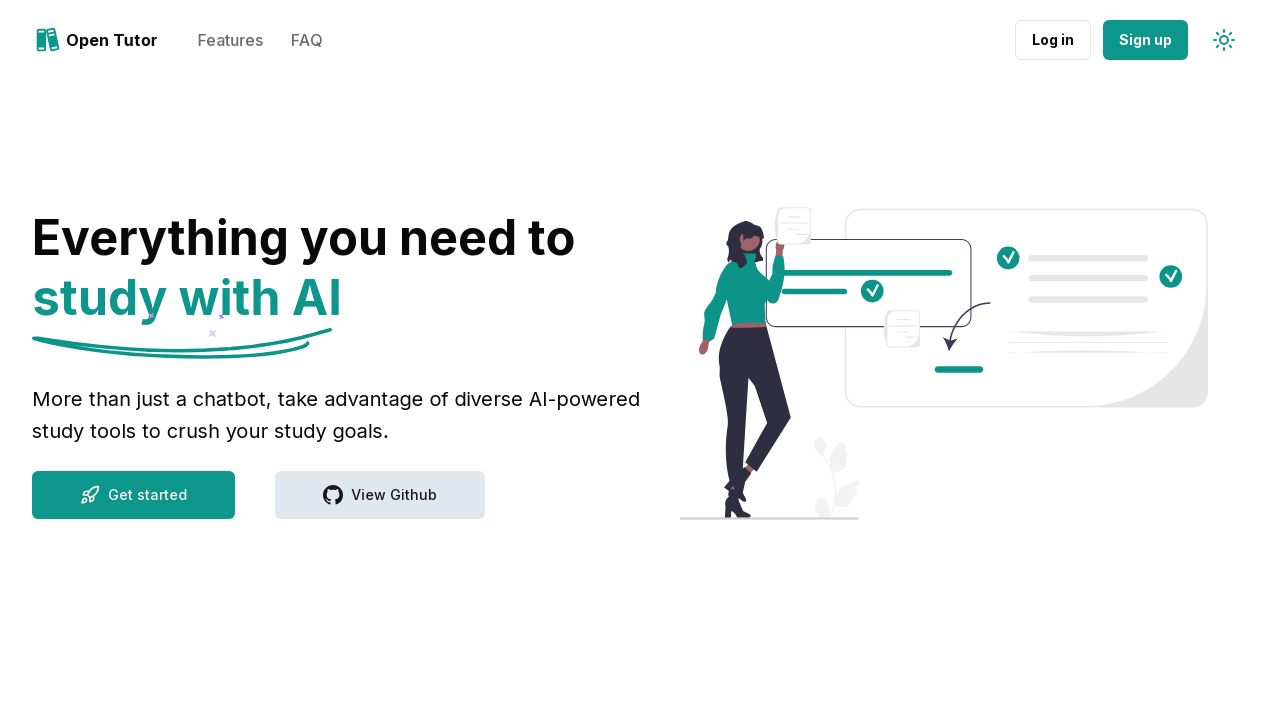 Open Tutor
Features
FAQ
Log in
Sign up
Everything you need to
study with AI
More than just a chatbot, take advantage of diverse AI-powered
study tools to crush your study goals.
Get started
View Github